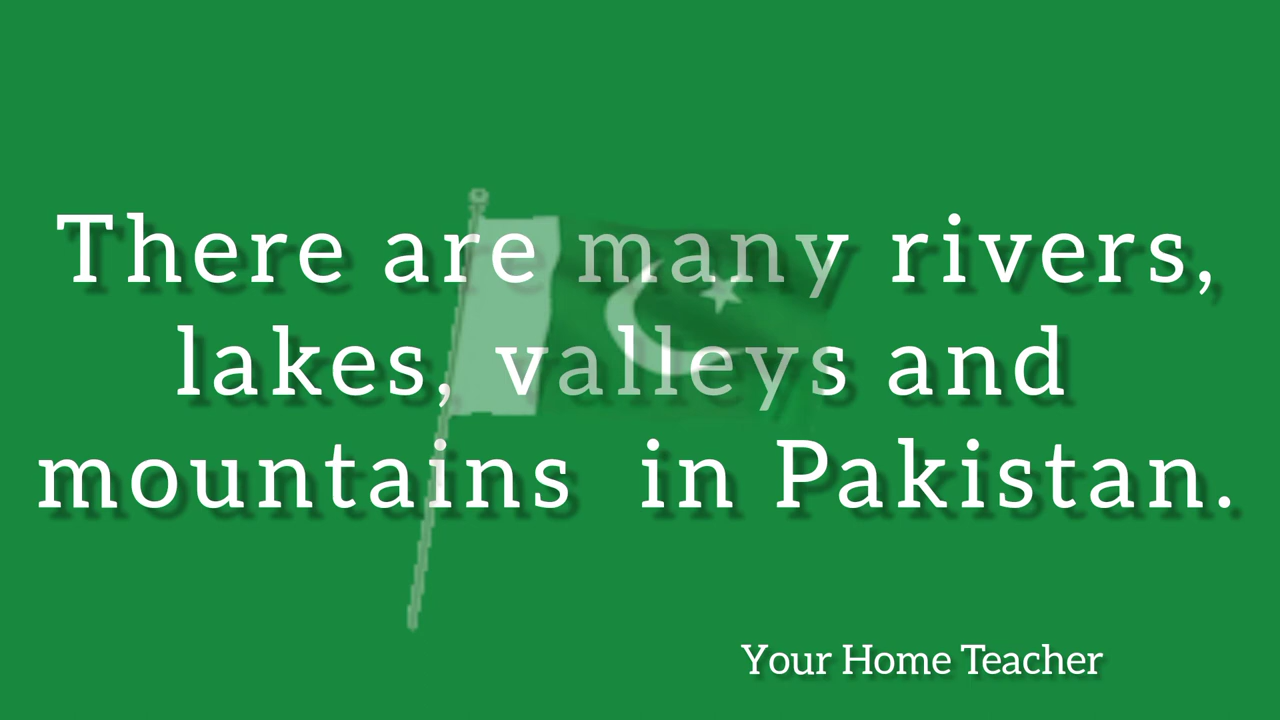 There are many rivers,
lakes, valleys and
mountains  in Pakistan.
Your Home Teacher